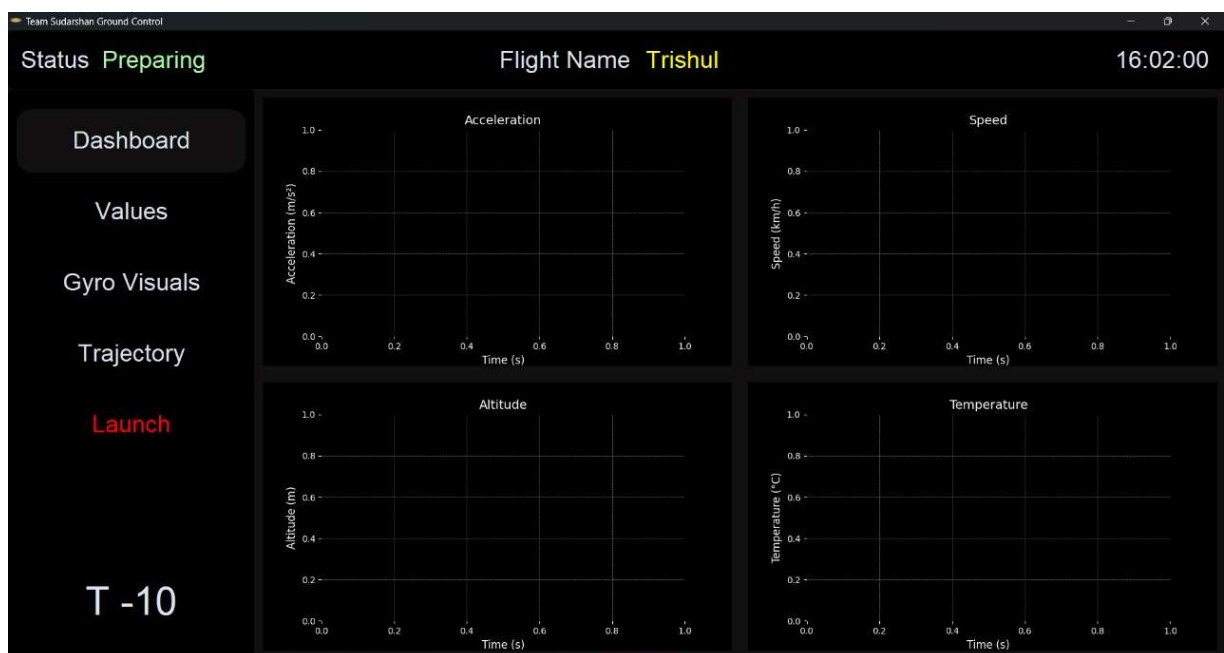 Team Sudarshan Ground Control
Status Preparing
Flight Name Trishul
16:02:00
Dashboard
Values
Gyro Visuals
Trajectory
Launch
T -10
Acceleration
Acceleration (m/s²)
1.0
0.8
0.6
0.4
0.2
0.0
0.0 0.2 0.4 0.6 0.8 1.0
Time (s)
Speed
Speed (km/h)
1.0
0.8
0.6
0.4
0.2
0.0
0.0 0.2 0.4 0.6 0.8 1.0
Time (s)
Altitude
Altitude (m)
1.0
0.8
0.6
0.4
0.2
0.0
0.0 0.2 0.4 0.6 0.8 1.0
Time (s)
Temperature
Temperature (°C)
1.0
0.8
0.6
0.4
0.2
0.0
0.0 0.2 0.4 0.6 0.8 1.0
Time (s)